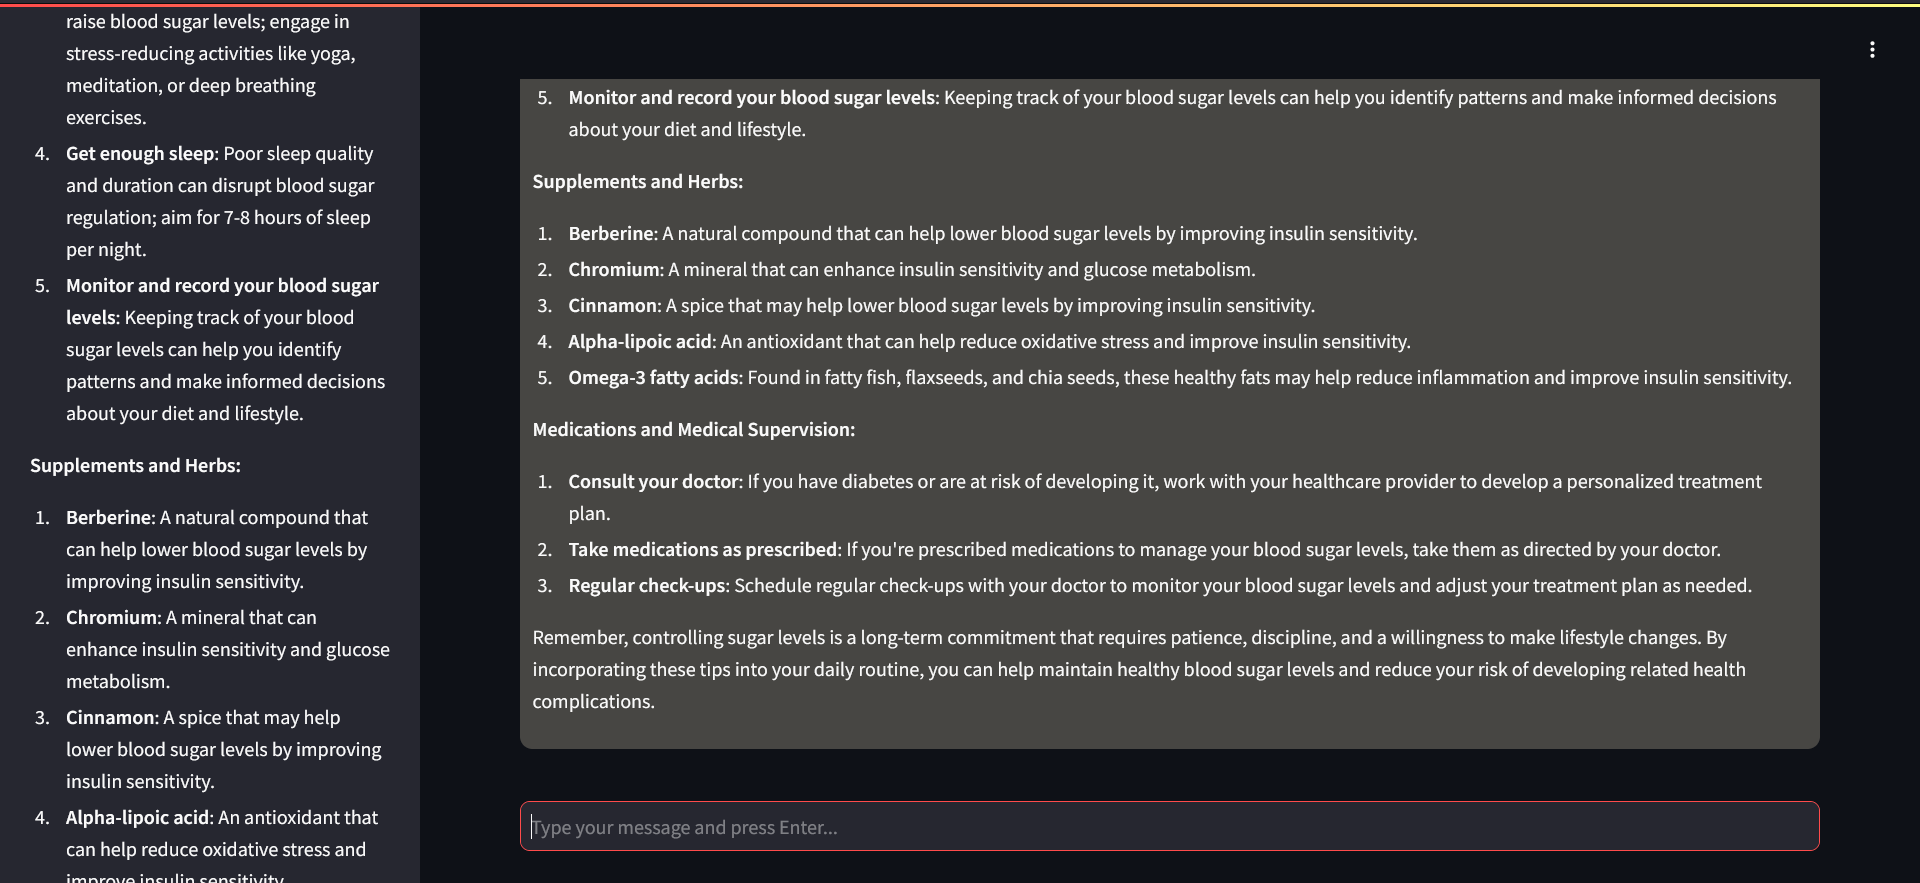 raise blood sugar levels; engage in
stress-reducing activities like yoga,
meditation, or deep breathing
exercises.
4. Get enough sleep: Poor sleep quality
and duration can disrupt blood sugar
regulation; aim for 7-8 hours of sleep
per night.
5. Monitor and record your blood sugar
levels: Keeping track of your blood
sugar levels can help you identify
patterns and make informed decisions
about your diet and lifestyle.
Supplements and Herbs:
1. Berberine: A natural compound that
can help lower blood sugar levels by
improving insulin sensitivity.
2. Chromium: A mineral that can
enhance insulin sensitivity and glucose
metabolism.
3. Cinnamon: A spice that may help
lower blood sugar levels by improving
insulin sensitivity.
4. Alpha-lipoic acid: An antioxidant that
can help reduce oxidative stress and
improve insulin sensitivity
5. Monitor and record your blood sugar levels: Keeping track of your blood sugar levels can help you identify patterns and make informed decisions
about your diet and lifestyle.
Supplements and Herbs:
1. Berberine: A natural compound that can help lower blood sugar levels by improving insulin sensitivity.
2. Chromium: A mineral that can enhance insulin sensitivity and glucose metabolism.
3. Cinnamon: A spice that may help lower blood sugar levels by improving insulin sensitivity.
4. Alpha-lipoic acid: An antioxidant that can help reduce oxidative stress and improve insulin sensitivity.
5. Omega-3 fatty acids: Found in fatty fish, flaxseeds, and chia seeds, these healthy fats may help reduce inflammation and improve insulin sensitivity.
Medications and Medical Supervision:
1. Consult your doctor: If you have diabetes or are at risk of developing it, work with your healthcare provider to develop a personalized treatment
plan.
2. Take medications as prescribed: If you're prescribed medications to manage your blood sugar levels, take them as directed by your doctor.
3. Regular check-ups: Schedule regular check-ups with your doctor to monitor your blood sugar levels and adjust your treatment plan as needed.
Remember, controlling sugar levels is a long-term commitment that requires patience, discipline, and a willingness to make lifestyle changes. By
incorporating these tips into your daily routine, you can help maintain healthy blood sugar levels and reduce your risk of developing related health
complications.
Type your message and press Enter...